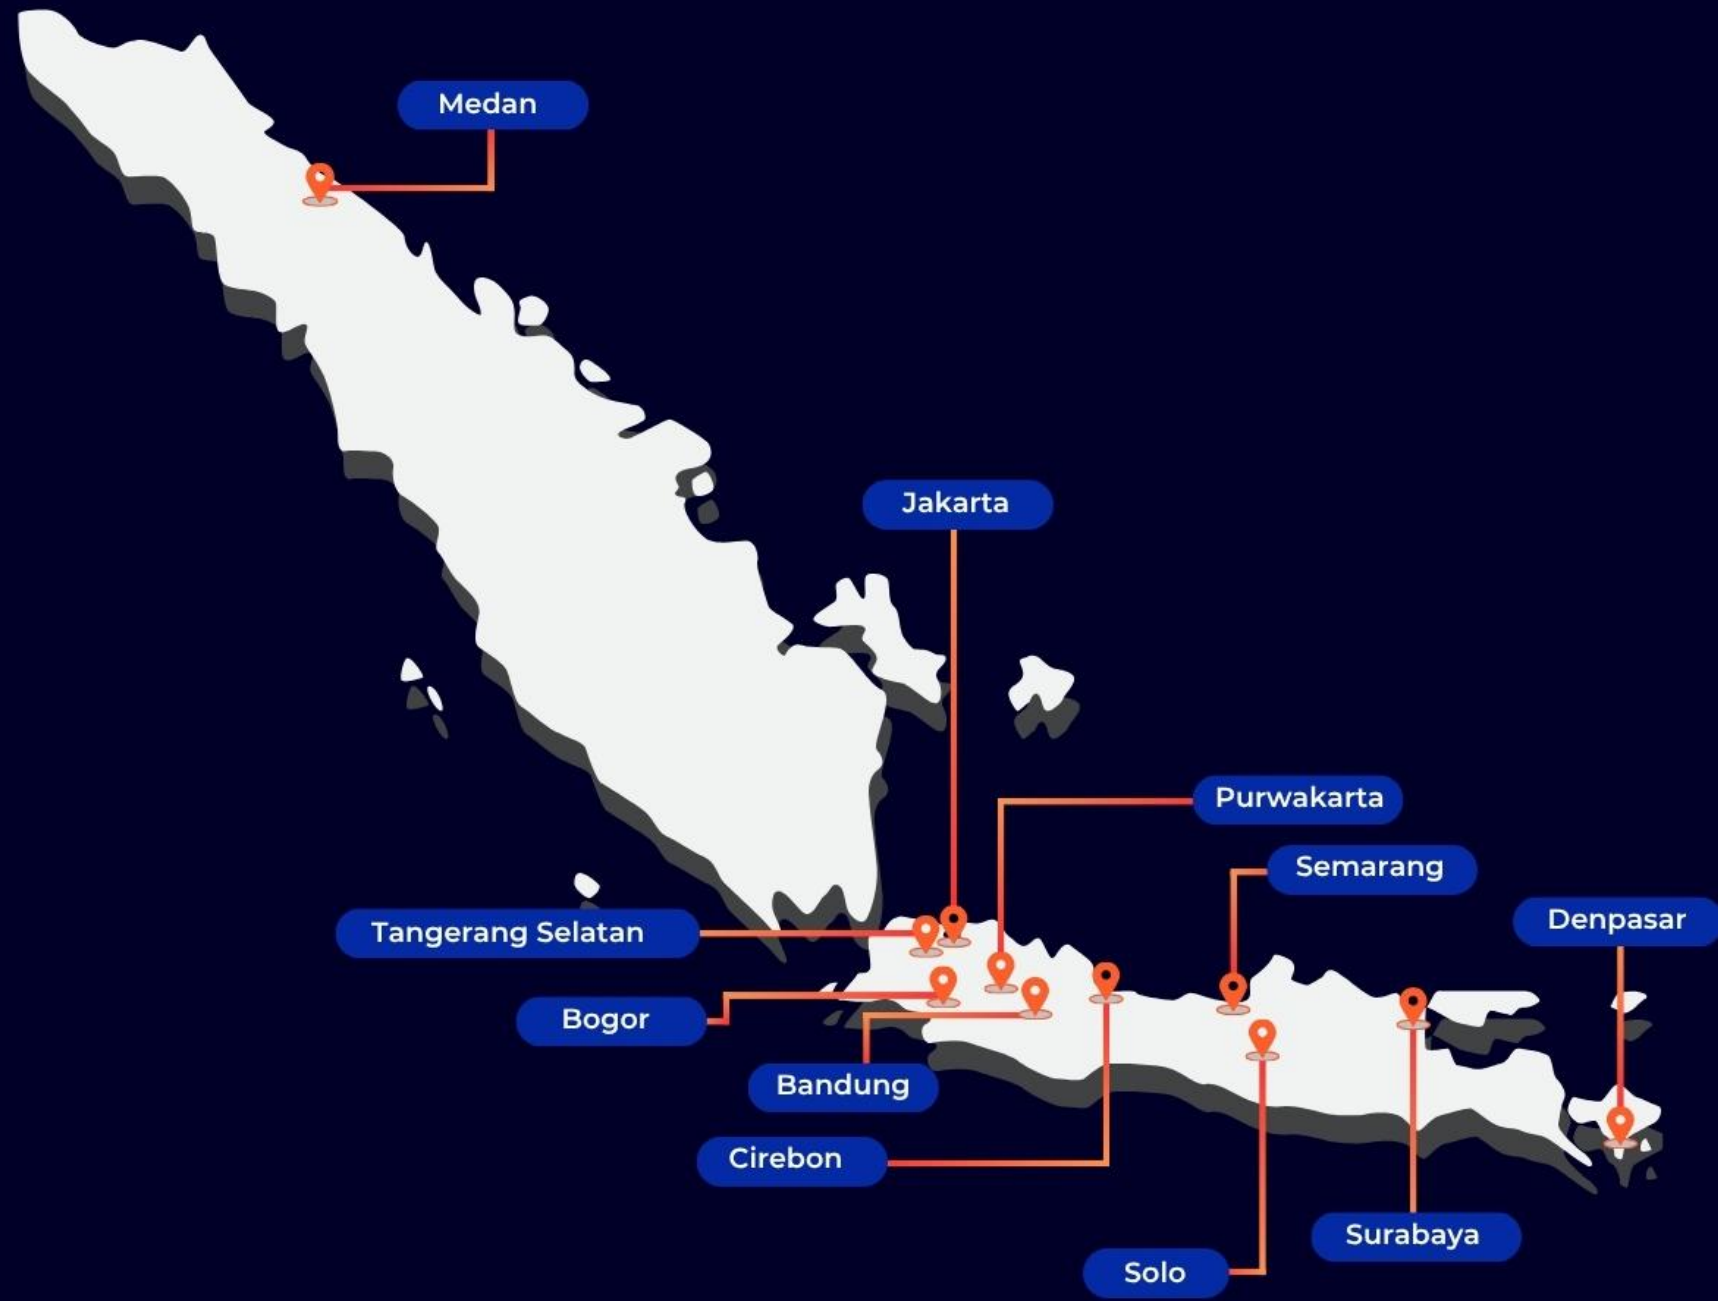 Medan
Jakarta
Purwakarta
Semarang
Denpasar
Tangerang Selatan
Bogor
Bandung
Cirebon
Surabaya
Solo